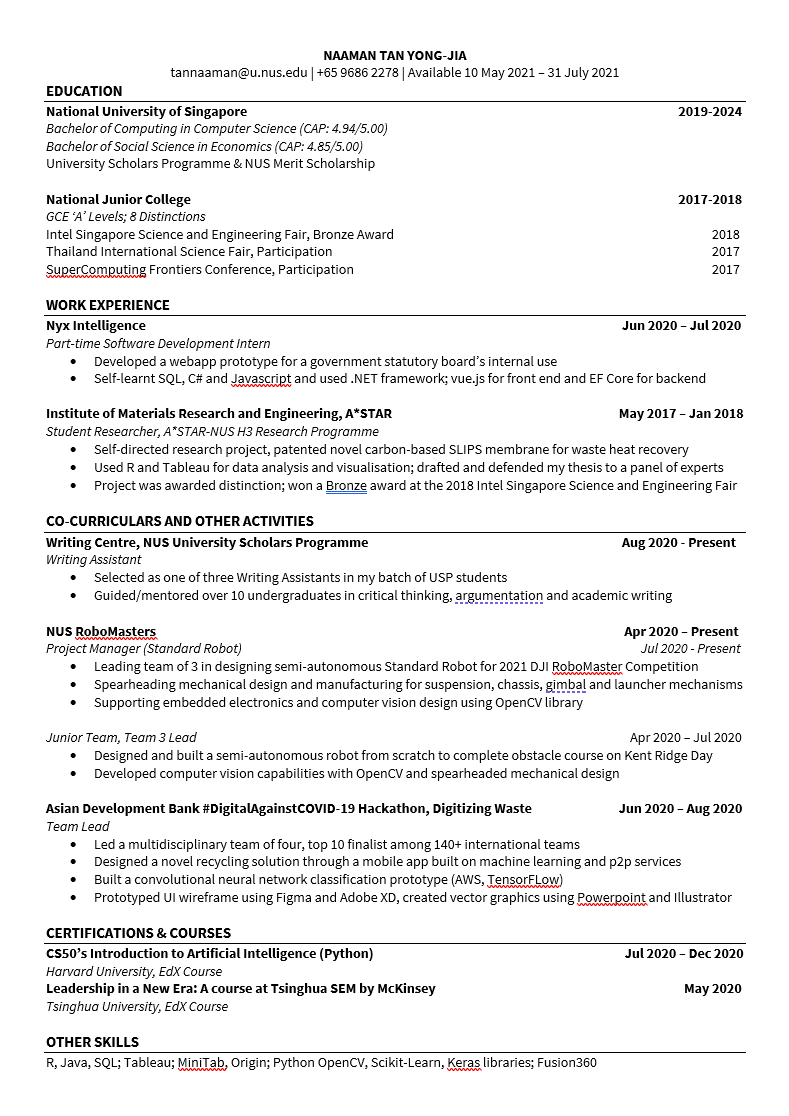 NAAMAN TAN YONG-JIA
tannaaman@u.nus.edu | +65 9686 2278 | Available 10 May 2021 – 31 July 2021
EDUCATION
National University of Singapore 2019-2024
Bachelor of Computing in Computer Science (CAP: 4.94/5.00)
Bachelor of Social Science in Economics (CAP: 4.85/5.00)
University Scholars Programme & NUS Merit Scholarship
National Junior College 2017-2018
GCE ‘A’ Levels; 8 Distinctions
Intel Singapore Science and Engineering Fair, Bronze Award 2018
Thailand International Science Fair, Participation 2017
SuperComputing Frontiers Conference, Participation 2017
WORK EXPERIENCE
Nyx Intelligence Jun 2020 – Jul 2020
Part-time Software Development Intern
• Developed a webapp prototype for a government statutory board’s internal use
• Self-learnt SQL, C# and Javascript and used .NET framework; vue.js for front end and EF Core for backend
Institute of Materials Research and Engineering, A*STAR May 2017 – Jan 2018
Student Researcher, A*STAR-NUS H3 Research Programme
• Self-directed research project, patented novel carbon-based SLIPS membrane for waste heat recovery
• Used R and Tableau for data analysis and visualisation; drafted and defended my thesis to a panel of experts
• Project was awarded distinction; won a Bronze award at the 2018 Intel Singapore Science and Engineering Fair
CO-CURRICULARS AND OTHER ACTIVITIES
Writing Centre, NUS University Scholars Programme Aug 2020 - Present
Writing Assistant
• Selected as one of three Writing Assistants in my batch of USP students
• Guided/mentored over 10 undergraduates in critical thinking, argumentation and academic writing
NUS RoboMasters Apr 2020 – Present
Project Manager (Standard Robot) Jul 2020 - Present
• Leading team of 3 in designing semi-autonomous Standard Robot for 2021 DJI RoboMaster Competition
• Spearheading mechanical design and manufacturing for suspension, chassis, gimbal and launcher mechanisms
• Supporting embedded electronics and computer vision design using OpenCV library
Junior Team, Team 3 Lead Apr 2020 – Jul 2020
• Designed and built a semi-autonomous robot from scratch to complete obstacle course on Kent Ridge Day
• Developed computer vision capabilities with OpenCV and spearheaded mechanical design
Asian Development Bank #DigitalAgainstCOVID-19 Hackathon, Digitizing Waste Jun 2020 – Aug 2020
Team Lead
• Led a multidisciplinary team of four, top 10 finalist among 140+ international teams
• Designed a novel recycling solution through a mobile app built on machine learning and p2p services
• Built a convolutional neural network classification prototype (AWS, TensorFLow)
• Prototyped UI wireframe using Figma and Adobe XD, created vector graphics using Powerpoint and Illustrator
CERTIFICATIONS & COURSES
CS50’s Introduction to Artificial Intelligence (Python) Jul 2020 – Dec 2020
Harvard University, EdX Course
Leadership in a New Era: A course at Tsinghua SEM by McKinsey May 2020
Tsinghua University, EdX Course
OTHER SKILLS
R, Java, SQL; Tableau; MiniTab, Origin; Python OpenCV, Scikit-Learn, Keras libraries; Fusion360